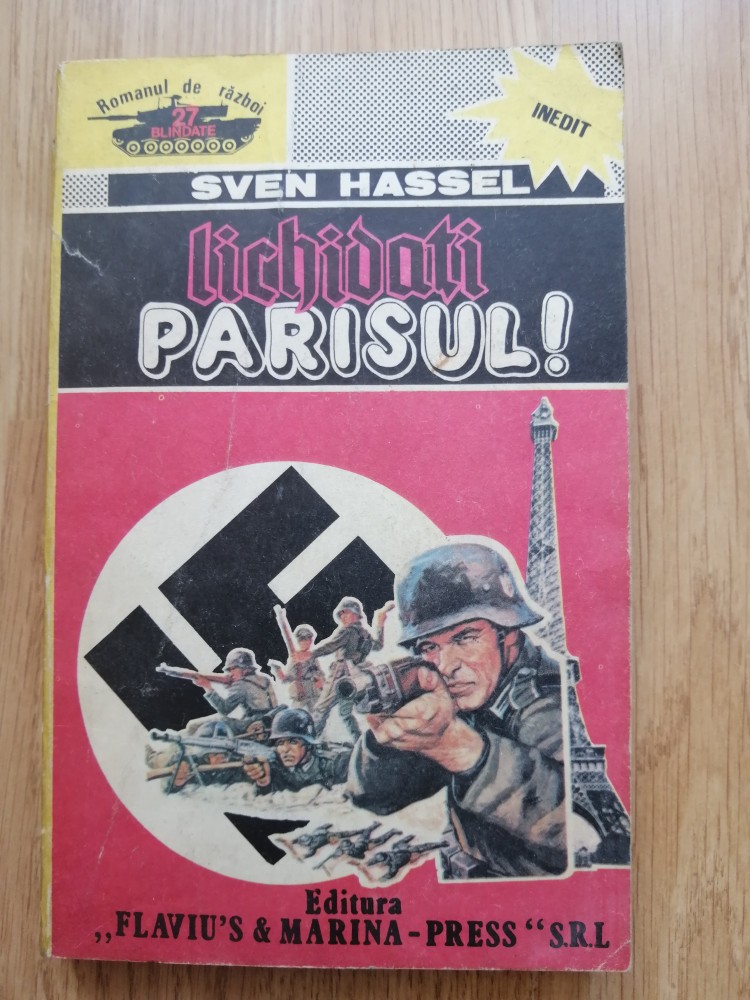 Romanul de război
27
BLINDATE
INEDIT
SVEN HASSEL
lichidați
PARISUL!
Editura
„FLAVIU'S & MARINA-PRESS “ S.R.L